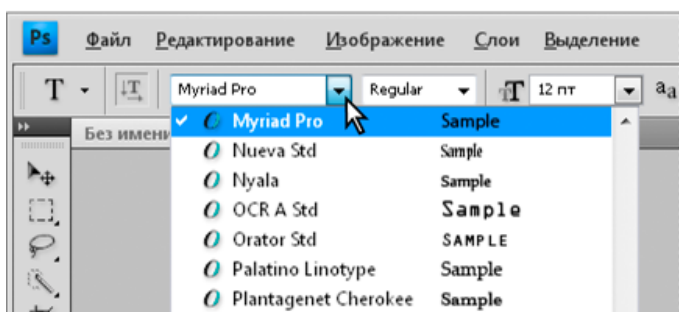 Ps Файл Редактирование Изображение Слои Выделение
T T Myriad Pro Regular T 12 пт aa
Без имени
Myriad Pro Sample
Nueva Std Sample
Nyala Sample
OCR A Std Sample
Orator Std SAMPLE
Palatino Linotype Sample
Plantagenet Cherokee Sample